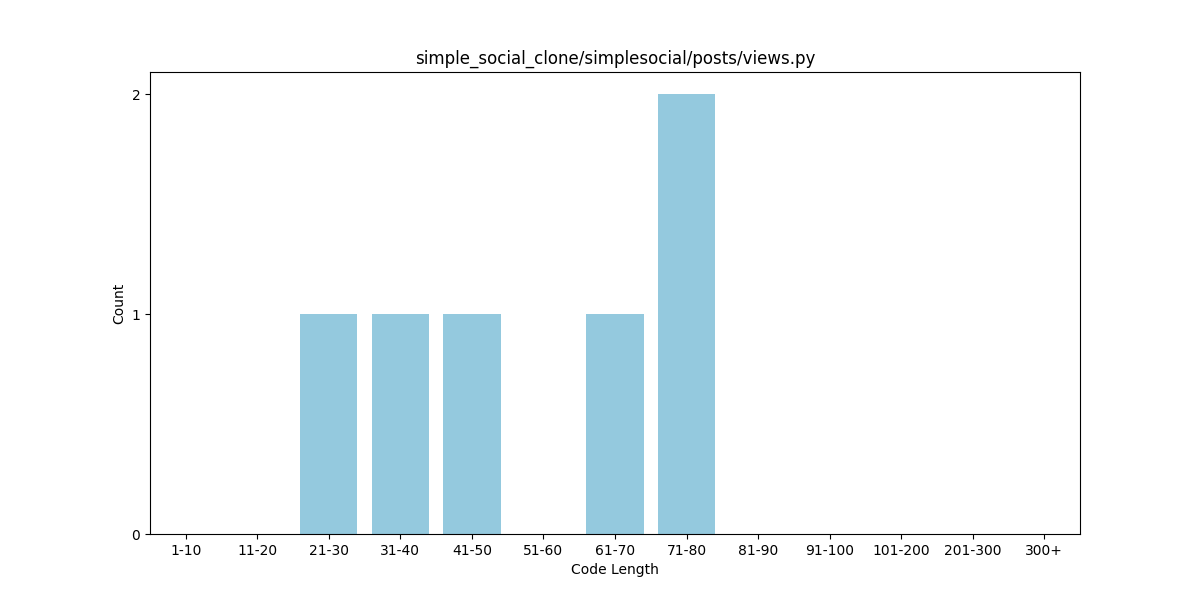 simple_social_clone/simplesocial/posts/views.py
Count
2
1
0
1-10 11-20 21-30 31-40 41-50 51-60 61-70 71-80 81-90 91-100 101-200 201-300 300+
Code Length